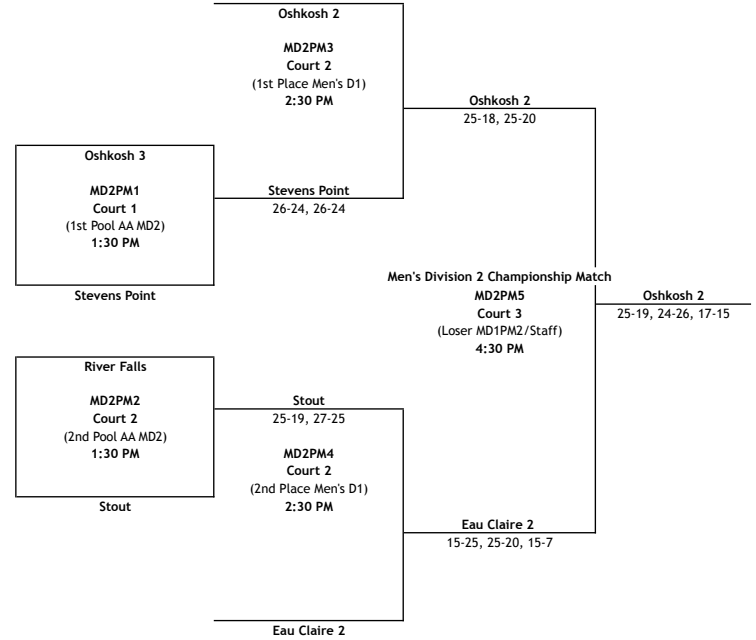 Oshkosh 2
MD2PM3
Court 2
(1st Place Men's D1)
2:30 PM
Oshkosh 2
25-18, 25-20
Oshkosh 3
MD2PM1
Court 1
(1st Pool AA MD2)
1:30 PM
Stevens Point
26-24, 26-24
Stevens Point
Men's Division 2 Championship Match
MD2PM5
Court 3
(Loser MD1PM2/Staff)
4:30 PM
Oshkosh 2
25-19, 24-26, 17-15
River Falls
MD2PM2
Court 2
(2nd Pool AA MD2)
1:30 PM
Stout
25-19, 27-25
Stout
MD2PM4
Court 2
(2nd Place Men's D1)
2:30 PM
Eau Claire 2
15-25, 25-20, 15-7
Eau Claire 2